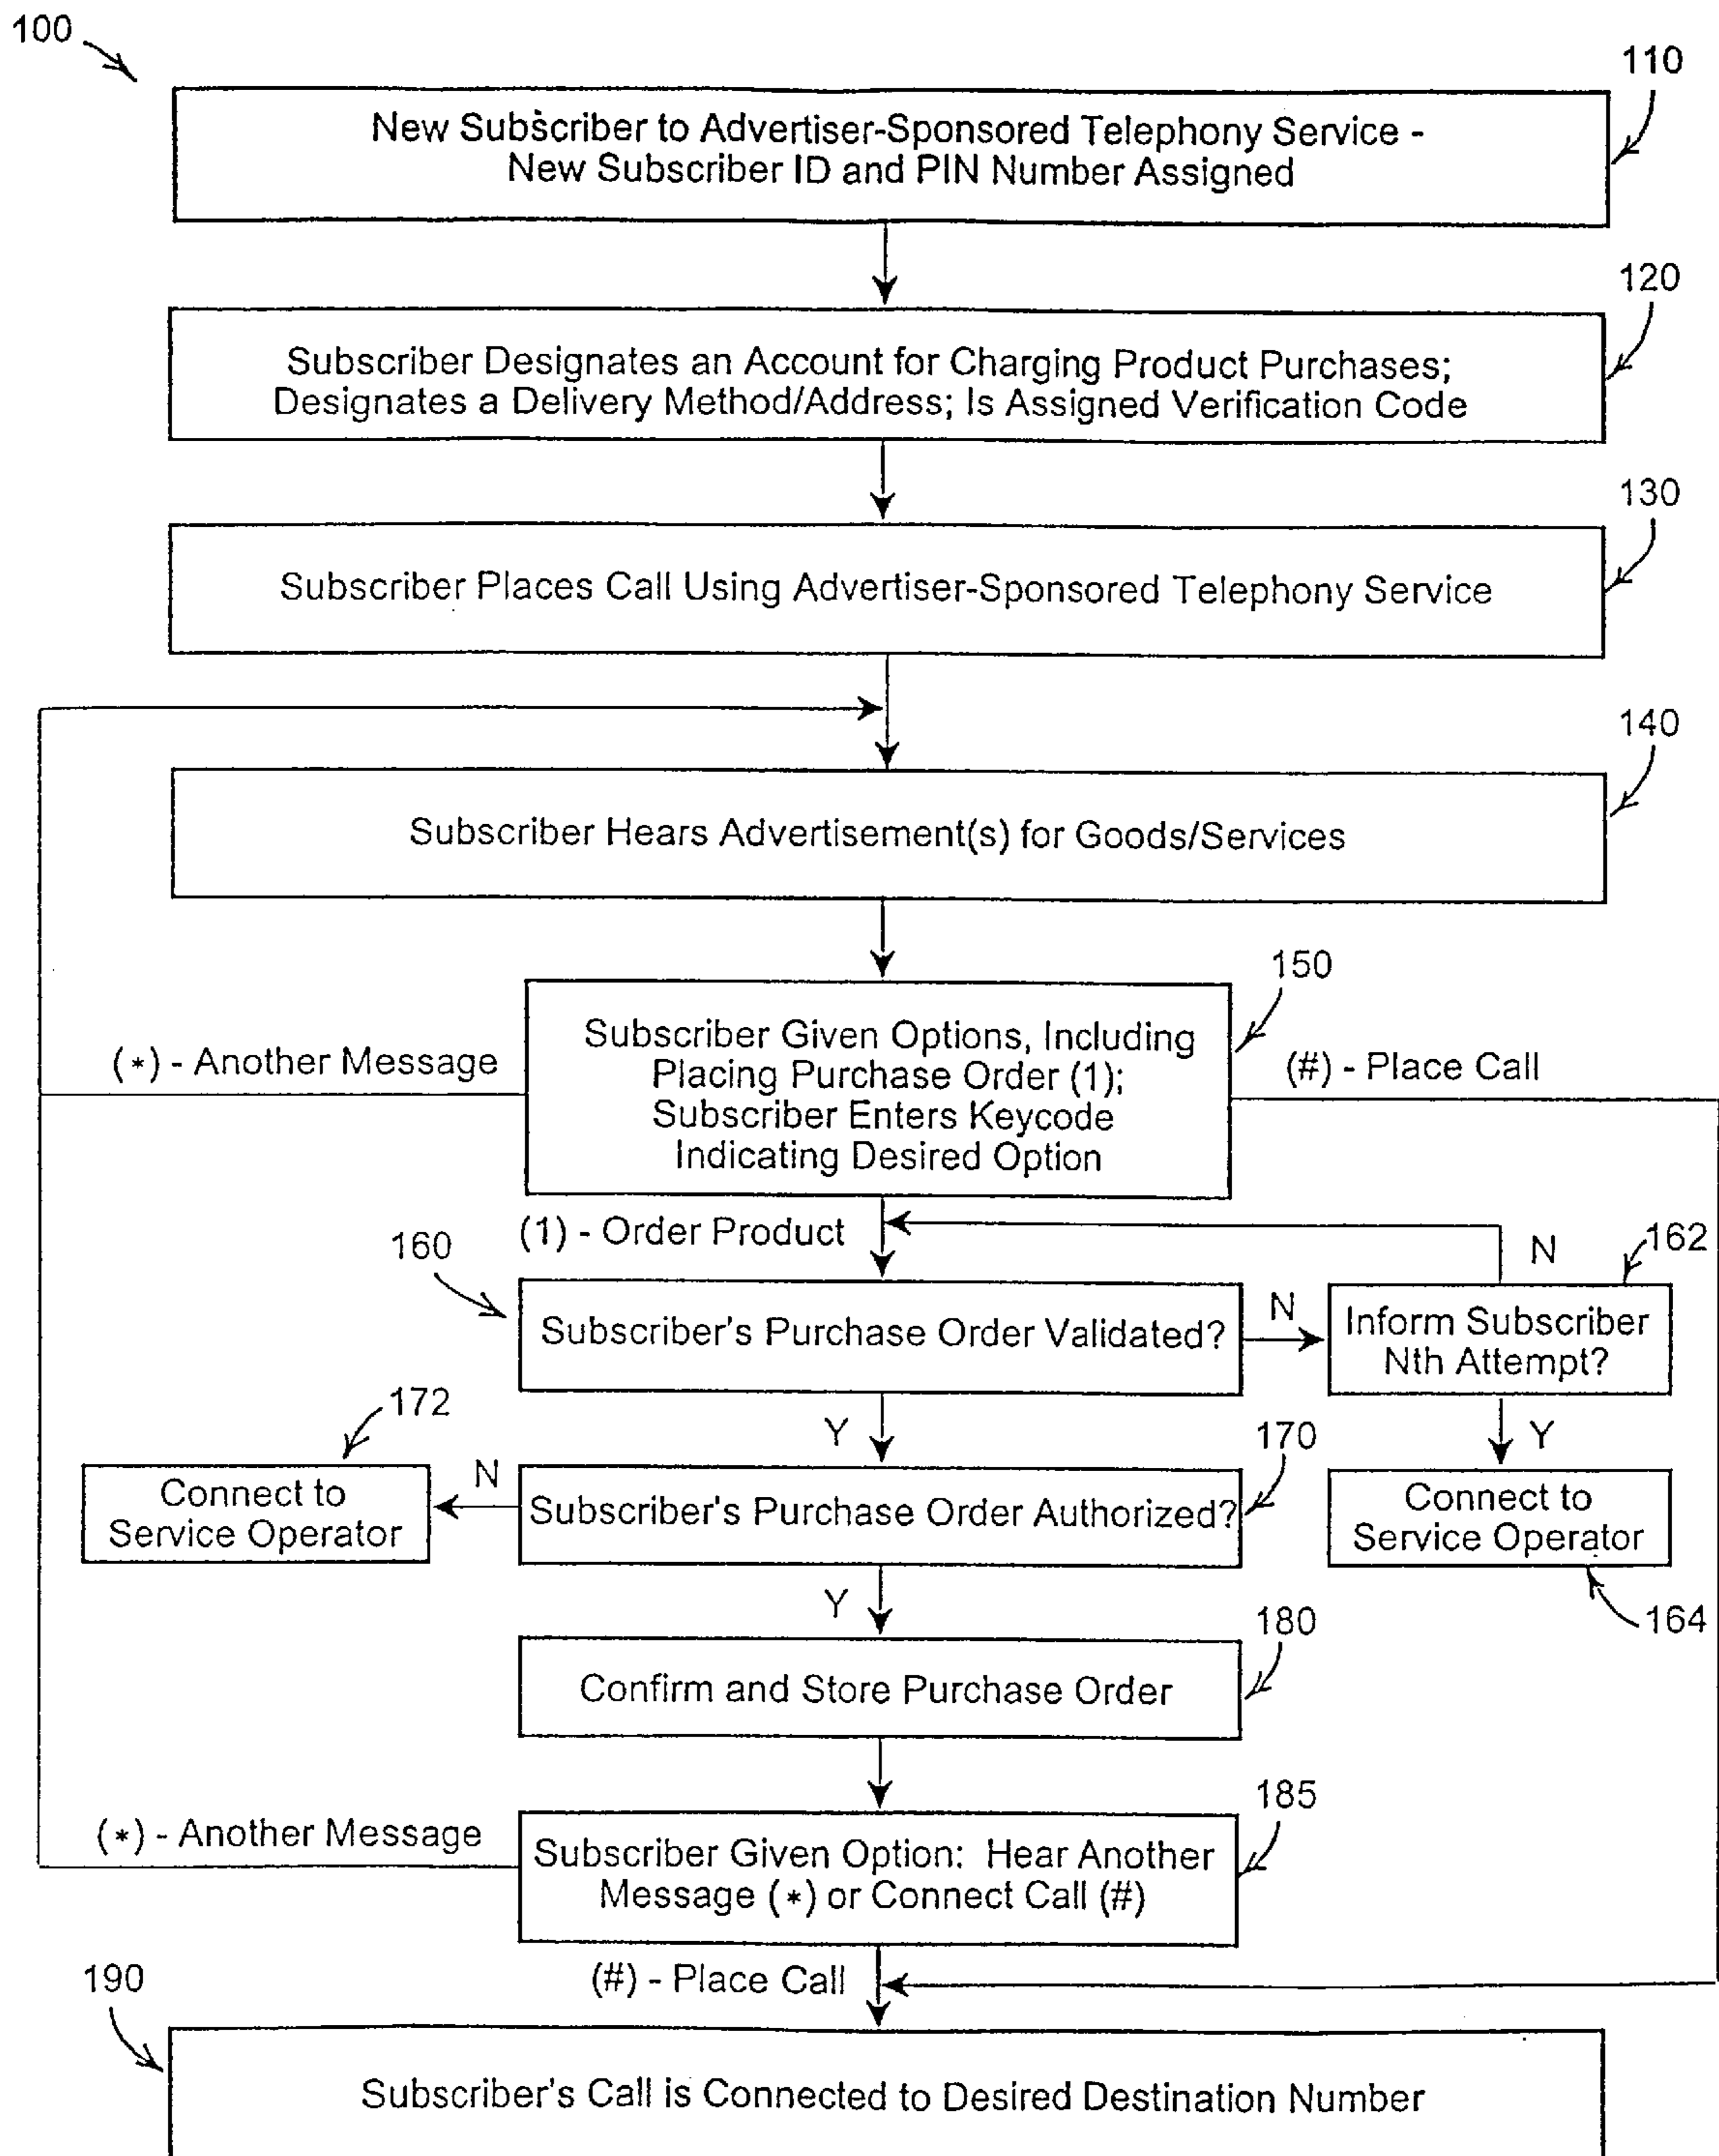 100
110
New Subscriber to Advertiser-Sponsored Telephony Service -
New Subscriber ID and PIN Number Assigned
120
Subscriber Designates an Account for Charging Product Purchases;
Designates a Delivery Method/Address; Is Assigned Verification Code
130
Subscriber Places Call Using Advertiser-Sponsored Telephony Service
140
Subscriber Hears Advertisement(s) for Goods/Services
150
Subscriber Given Options, Including
Placing Purchase Order (1);
Subscriber Enters Keycode
Indicating Desired Option
(*) - Another Message
(#) - Place Call
(1) - Order Product
160
Subscriber's Purchase Order Validated?
N
162
N
Inform Subscriber
Nth Attempt?
Y
172
Y
170
Connect to
Service Operator
N
Subscriber's Purchase Order Authorized?
Connect to
Service Operator
164
Y
180
Confirm and Store Purchase Order
185
(*) - Another Message
Subscriber Given Option: Hear Another
Message (*) or Connect Call (#)
(#) - Place Call
190
Subscriber's Call is Connected to Desired Destination Number